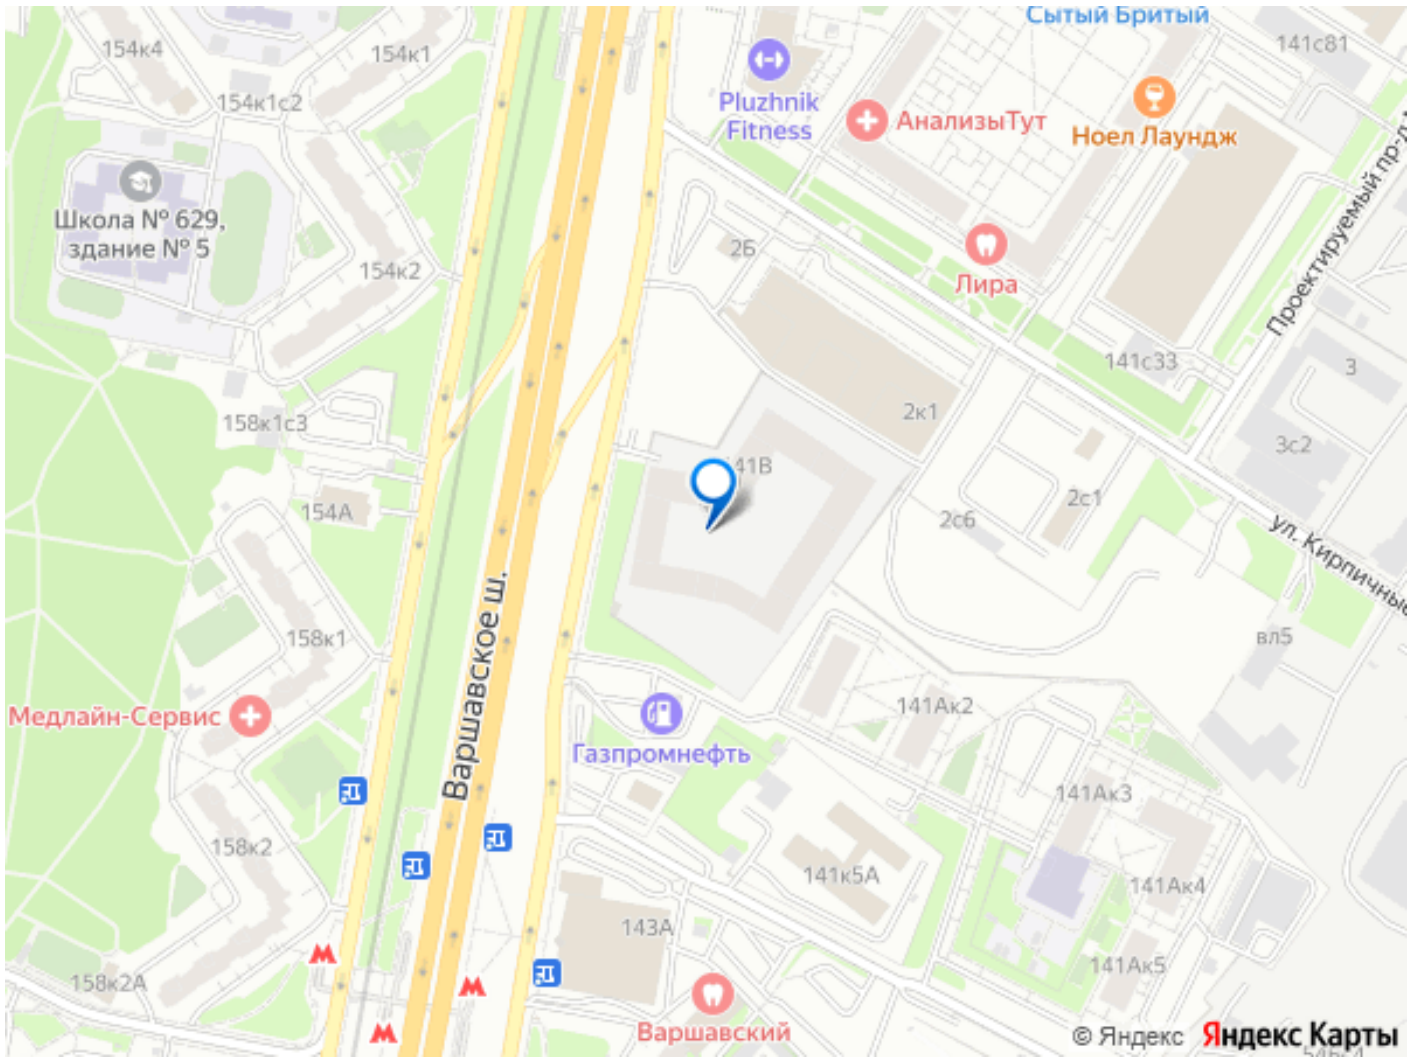 Сытый Бритый
154к4
154к1
141с81
154к1с2
Pluzhnik
Fitness
АнализыТут
Ноел Лаундж
Школа № 629,
здание № 5
154к2
2Б
Лира
Проектируемый пр-д
141с33
3
158к1с3
2к1
3с2
141В
154А
2с6
2с1
ул. Кирпичные
Варшавское ш.
158к1
вл5
Медлайн-Сервис
141Ак2
Газпромнефть
141Ак3
158к2
141к5А
141Ак4
143А
141Ак5
158к2А
Варшавский
© Яндекс
Яндекс Карты